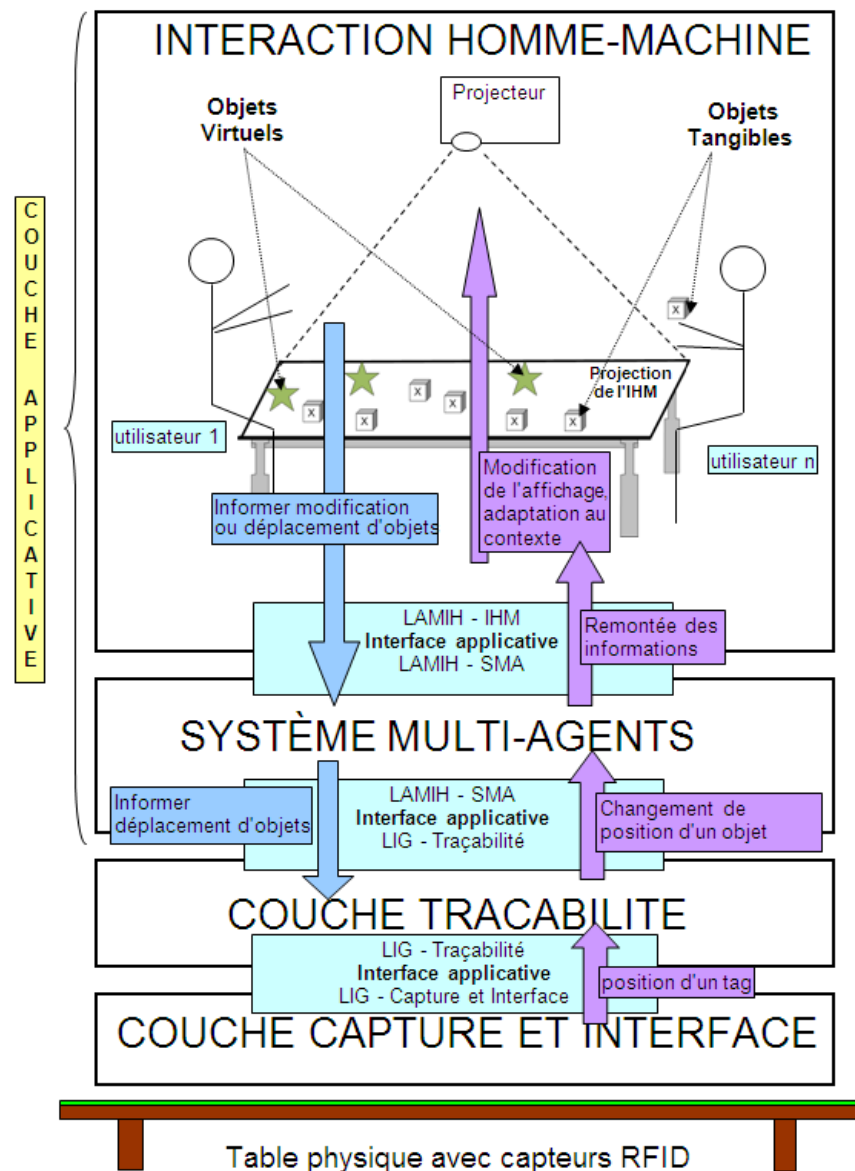 INTERACTION HOMME-MACHINE
Projecteur
Objets
Virtuels
Objets
Tangibles
COUCHE APPLICATIVE
X
X
X
X
X
X
X
Projection
de l'IHM
utilisateur 1
utilisateur n
Informer modification
ou déplacement d'objets
Modification
de l'affichage,
adaptation au
contexte
LAMIH - IHM
Interface applicative
LAMIH - SMA
Remontée des
informations
SYSTÈME MULTI-AGENTS
Informer
déplacement d'objets
LAMIH - SMA
Interface applicative
LIG - Traçabilité
Changement de
position d'un objet
COUCHE TRACABILITE
LIG - Traçabilité
Interface applicative
LIG - Capture et Interface
position d'un tag
COUCHE CAPTURE ET INTERFACE
Table physique avec capteurs RFID